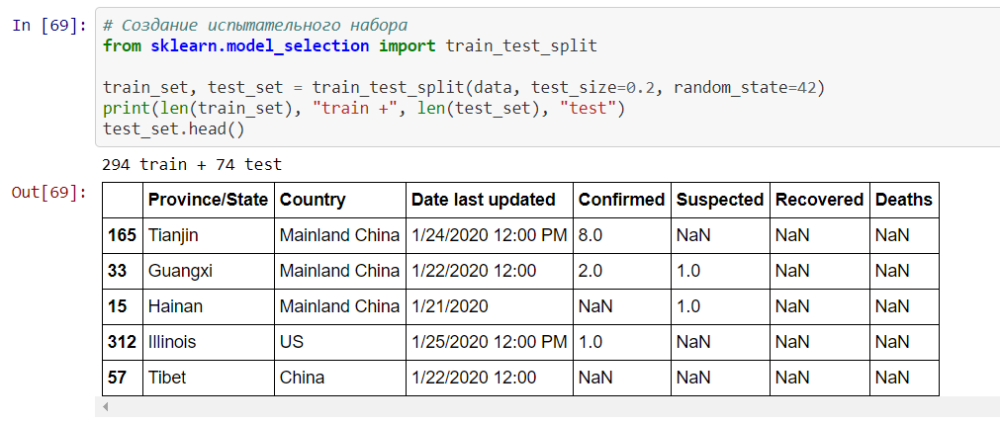 In [69]: # Создание испытательного набора
from sklearn.model_selection import train_test_split
train_set, test_set = train_test_split(data, test_size=0.2, random_state=42)
print(len(train_set), "train +", len(test_set), "test")
test_set.head()
294 train + 74 test
Out[69]:
Province/State Country Date last updated Confirmed Suspected Recovered Deaths
165 Tianjin Mainland China 1/24/2020 12:00 PM 8.0 NaN NaN NaN
33 Guangxi Mainland China 1/22/2020 12:00 2.0 1.0 NaN NaN
15 Hainan Mainland China 1/21/2020 NaN 1.0 NaN NaN
312 Illinois US 1/25/2020 12:00 PM 1.0 NaN NaN NaN
57 Tibet China 1/22/2020 12:00 NaN NaN NaN NaN